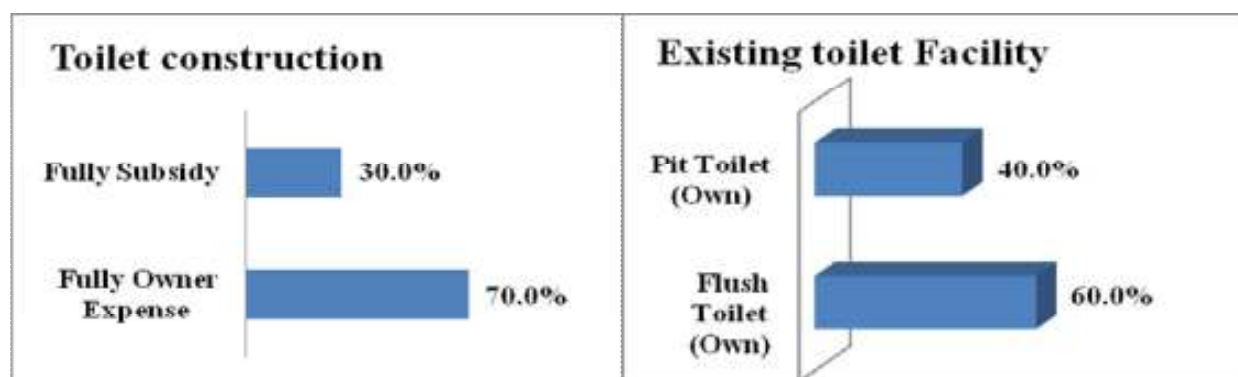 Toilet construction
Fully Subsidy
30.0%
Fully Owner
Expense
70.0%
Existing toilet Facility
Pit Toilet
(Own)
40.0%
Flush
Toilet
(Own)
60.0%